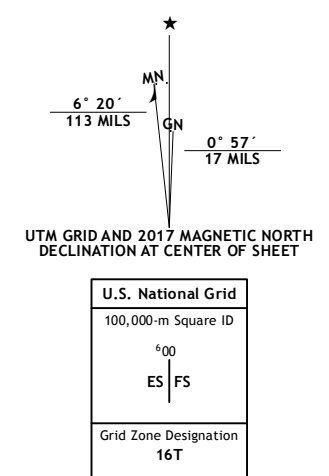 ★
MN
6° 20´
113 MILS
GN
0° 57´
17 MILS
UTM GRID AND 2017 MAGNETIC NORTH
DECLINATION AT CENTER OF SHEET
U.S. National Grid
100,000-m Square ID
⁶00
ES FS
Grid Zone Designation
16T